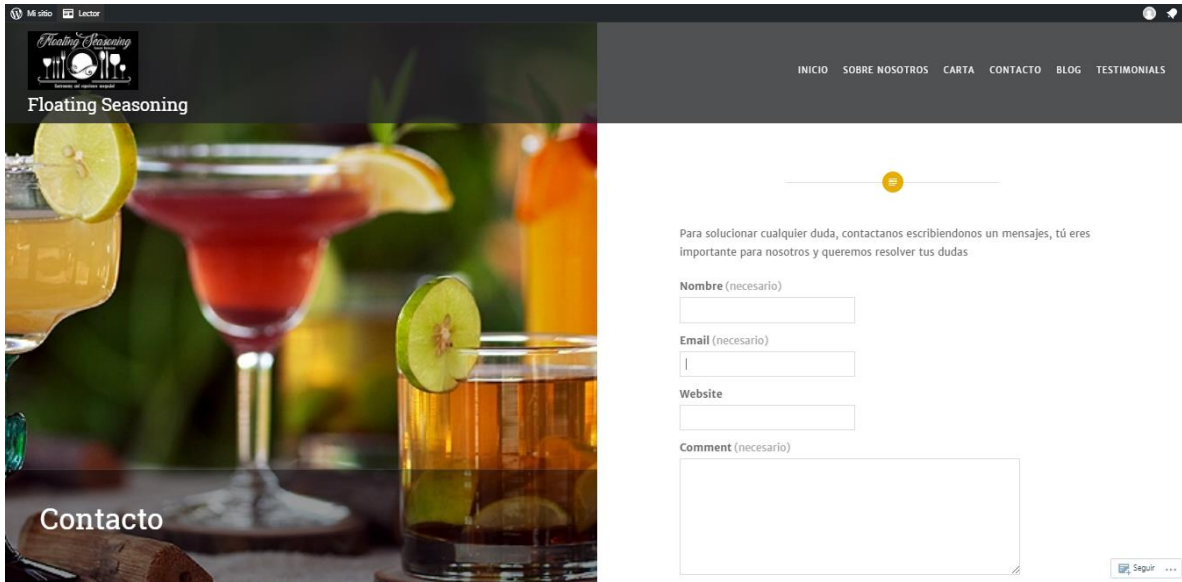 Mi sitio Lector
Floating Seasoning
Floating Seasoning
INICIO SOBRE NOSOTROS CARTA CONTACTO BLOG TESTIMONIALS
Contacto
Para solucionar cualquier duda, contactanos escribiendonos un mensajes, tú eres
importante para nosotros y queremos resolver tus dudas
Nombre (necesario)
Email (necesario)
Website
Comment (necesario)
Seguir ...